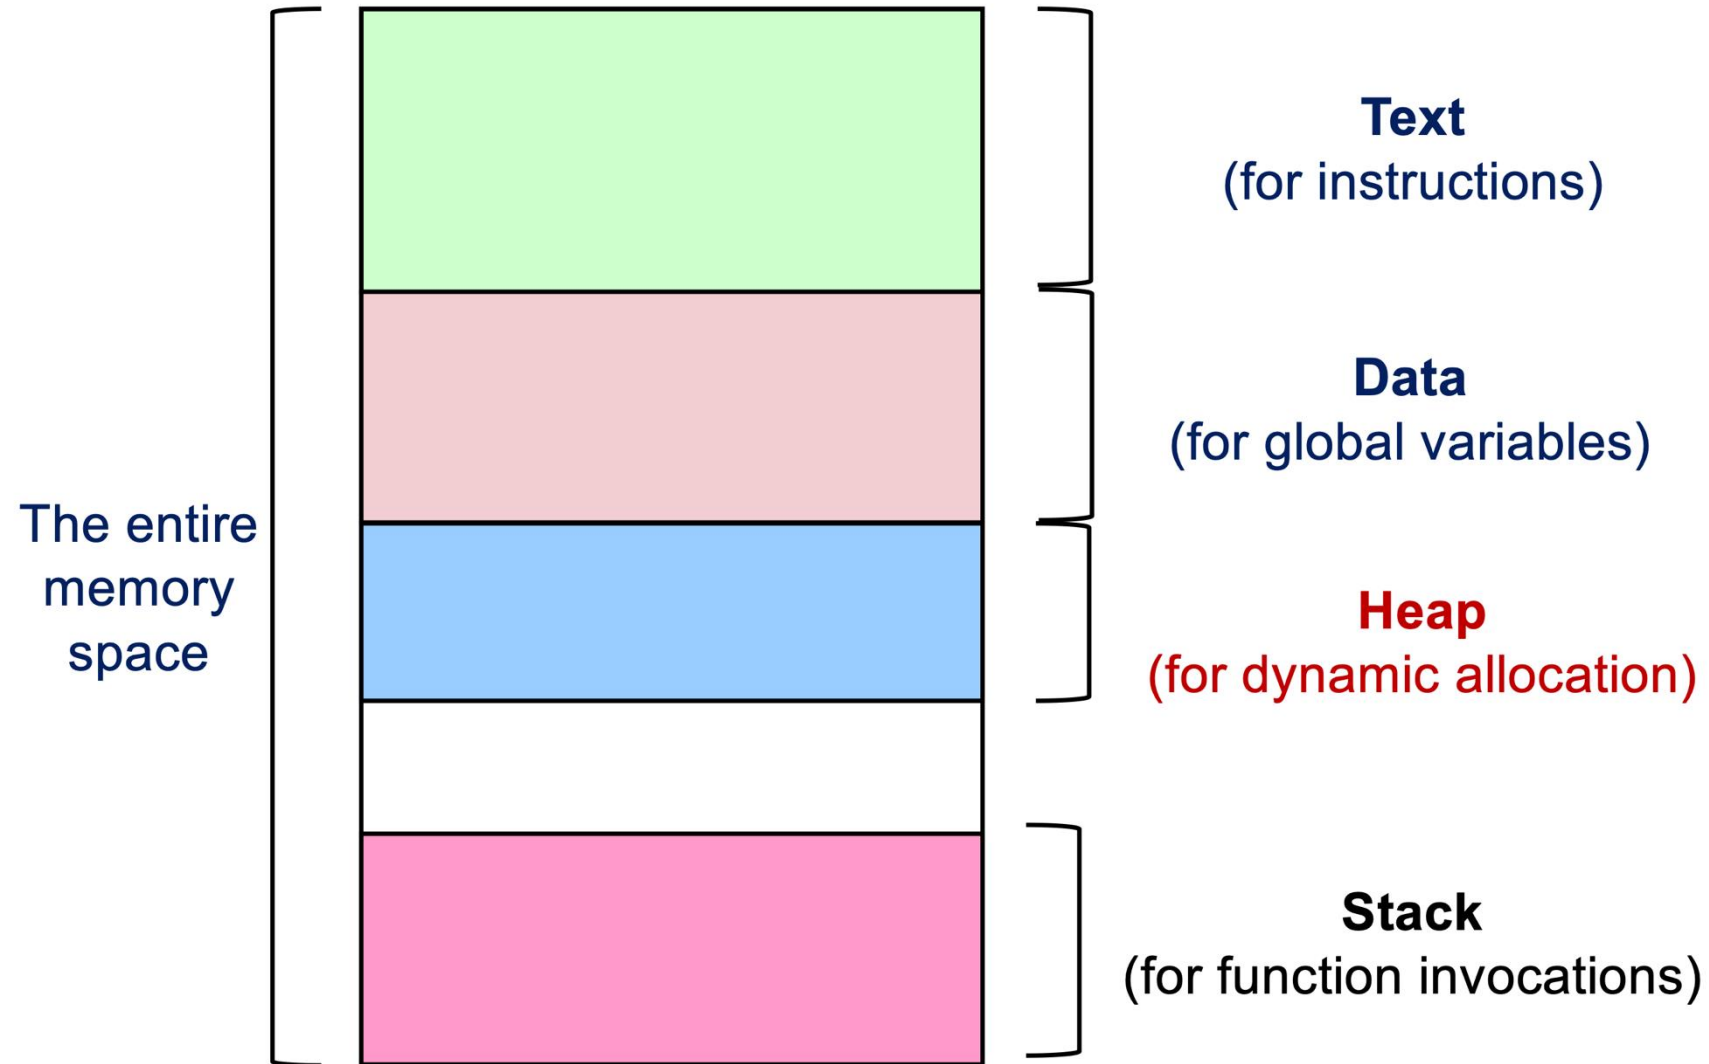 Text
(for instructions)
Data
(for global variables)
The entire
memory
space
Heap
(for dynamic allocation)
Stack
(for function invocations)